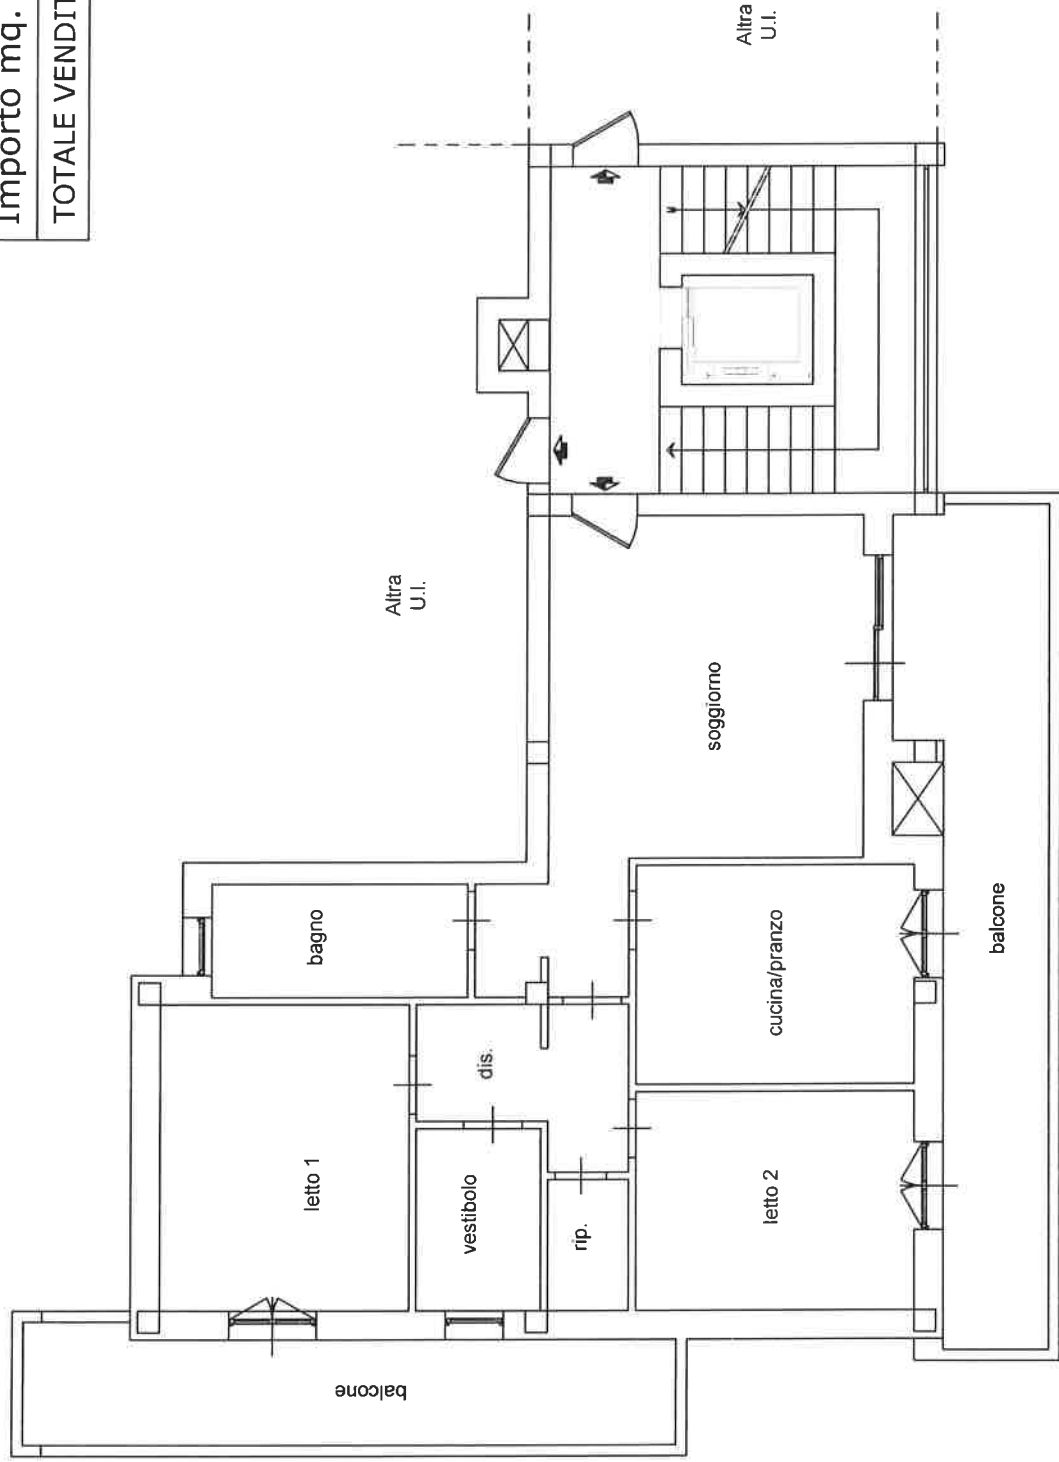 Importo mq.
TOTALE VENDIT
Altra
U.I.
Altra
U.I.
soggiorno
bagno
cucina/pranzo
balcone
dis.
letto 1
vestibolo
rip.
letto 2
balcone